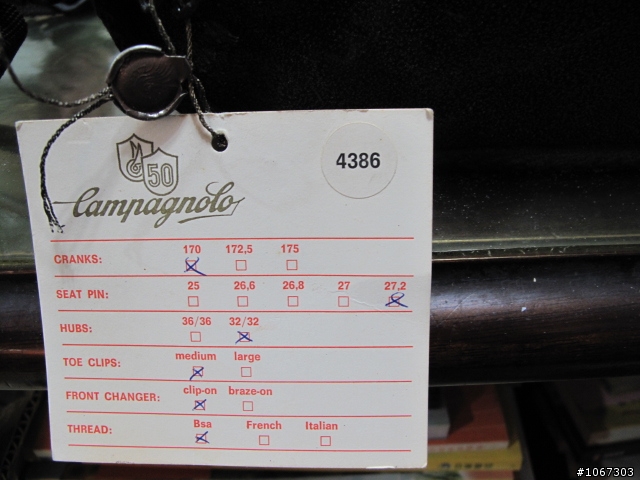 50
Campagnolo
4386
170 172,5 175
CRANKS:
25 26,6 26,8 27 27,2
SEAT PIN:
36/36 32/32
HUBS:
medium large
TOE CLIPS:
clip-on braze-on
FRONT CHANGER:
Bsa French Italian
THREAD:
#1067303